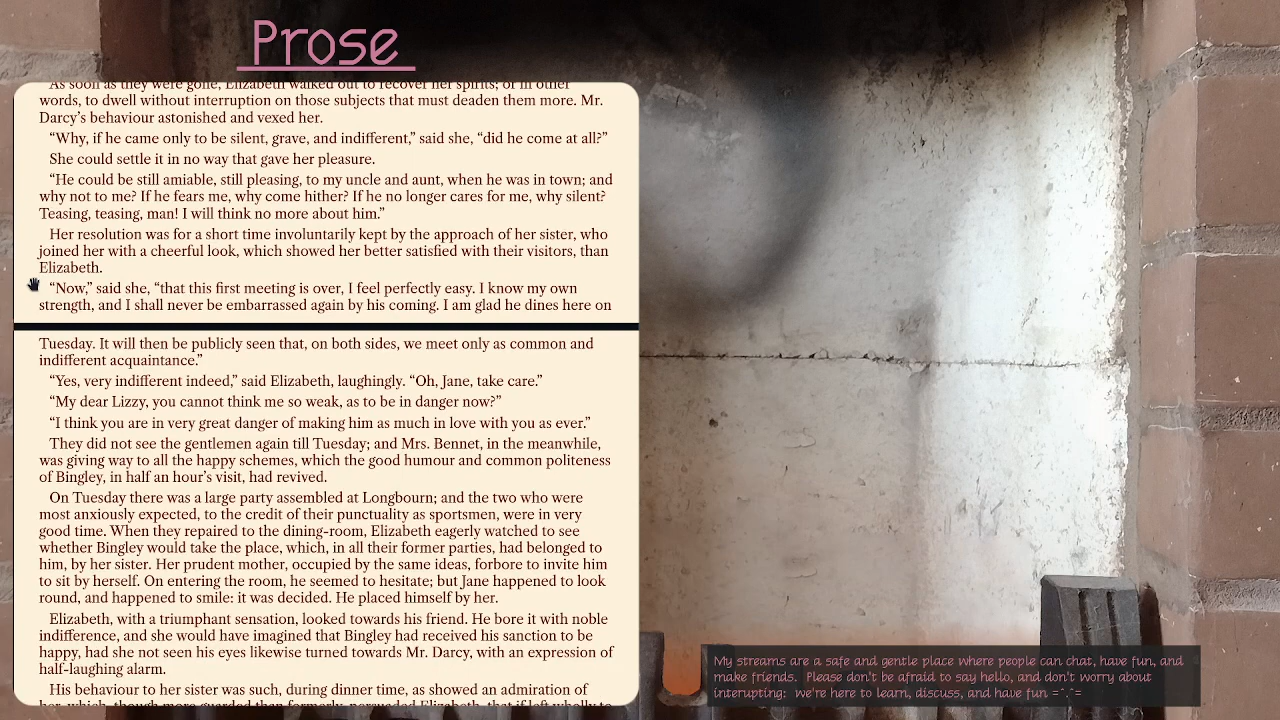 Prose
As soon as they were gone, Elizabeth walked out to recover her spirits; or in other
words, to dwell without interruption on those subjects that must deaden them more. Mr.
Darcy’s behaviour astonished and vexed her.
“Why, if he came only to be silent, grave, and indifferent,” said she, “did he come at all?”
She could settle it in no way that gave her pleasure.
“He could be still amiable, still pleasing, to my uncle and aunt, when he was in town; and
why not to me? If he fears me, why come hither? If he no longer cares for me, why silent?
Teasing, teasing, man! I will think no more about him.”
Her resolution was for a short time involuntarily kept by the approach of her sister, who
joined her with a cheerful look, which showed her better satisfied with their visitors, than
Elizabeth.
“Now,” said she, “that this first meeting is over, I feel perfectly easy. I know my own
strength, and I shall never be embarrassed again by his coming. I am glad he dines here on
Tuesday. It will then be publicly seen that, on both sides, we meet only as common and
indifferent acquaintance.”
“Yes, very indifferent indeed,” said Elizabeth, laughingly. “Oh, Jane, take care.”
“My dear Lizzy, you cannot think me so weak, as to be in danger now?”
“I think you are in very great danger of making him as much in love with you as ever.”
They did not see the gentlemen again till Tuesday; and Mrs. Bennet, in the meanwhile,
was giving way to all the happy schemes, which the good humour and common politeness
of Bingley, in half an hour’s visit, had revived.
On Tuesday there was a large party assembled at Longbourn; and the two who were
most anxiously expected, to the credit of their punctuality as sportsmen, were in very
good time. When they repaired to the dining-room, Elizabeth eagerly watched to see
whether Bingley would take the place, which, in all their former parties, had belonged to
him, by her sister. Her prudent mother, occupied by the same ideas, forbore to invite him
to sit by herself. On entering the room, he seemed to hesitate; but Jane happened to look
round, and happened to smile: it was decided. He placed himself by her.
Elizabeth, with a triumphant sensation, looked towards his friend. He bore it with noble
indifference, and she would have imagined that Bingley had received his sanction to be
happy, had she not seen his eyes likewise turned towards Mr. Darcy, with an expression of
half-laughing alarm.
His behaviour to her sister was such, during dinner time, as showed an admiration of
her, which, though more guarded than formerly, persuaded Elizabeth, that if left wholly to
My streams are a safe and gentle place where people can chat, have fun, and
make friends. Please don't be afraid to say hello, and don't worry about
interupting: we're here to learn, discuss, and have fun =^.^=